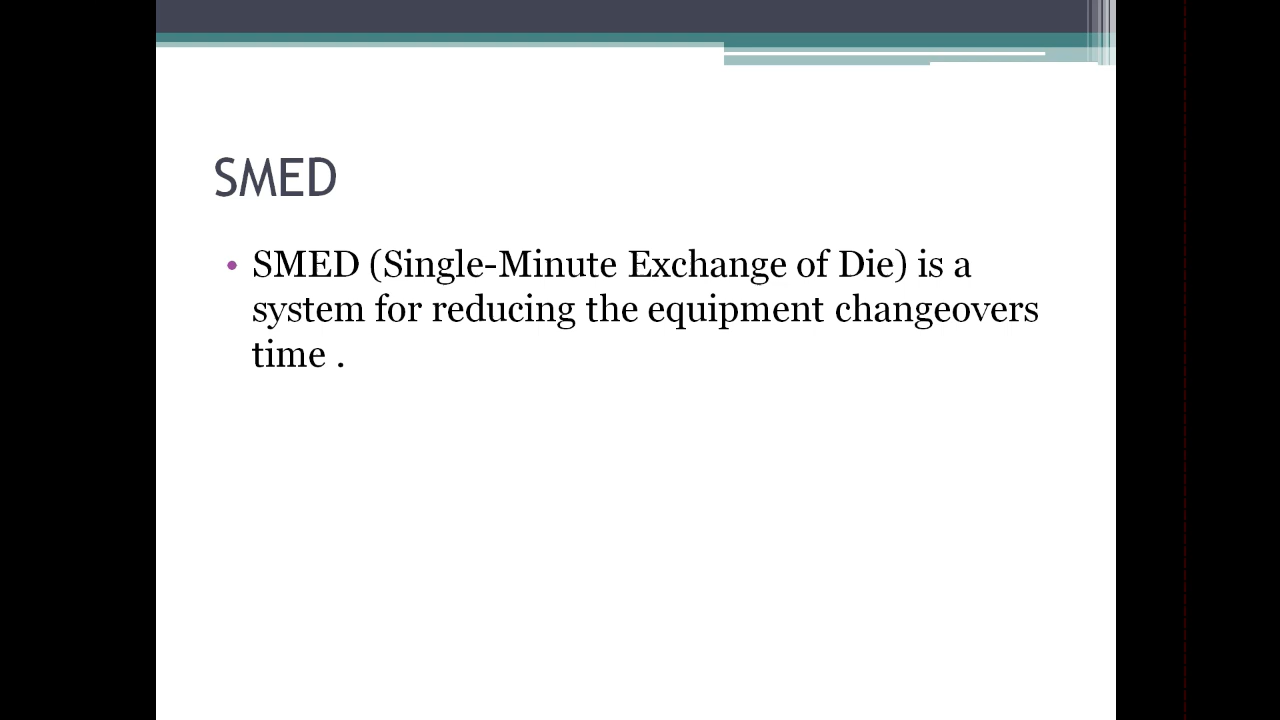 SMED
• SMED (Single-Minute Exchange of Die) is a
system for reducing the equipment changeovers
time .